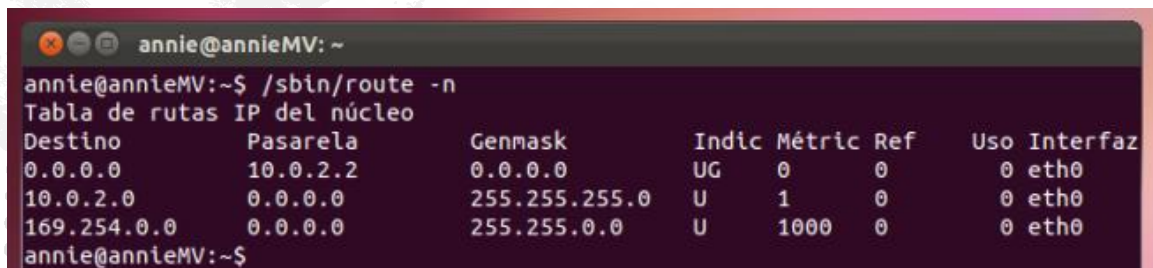 annie@annieMV: ~
annie@annieMV:~$ /sbin/route -n
Tabla de rutas IP del núcleo
Destino Pasarela Genmask Indic Métric Ref Uso Interfaz
0.0.0.0 10.0.2.2 0.0.0.0 UG 0 0 0 eth0
10.0.2.0 0.0.0.0 255.255.255.0 U 1 0 0 eth0
169.254.0.0 0.0.0.0 255.255.0.0 U 1000 0 0 eth0
annie@annieMV:~$